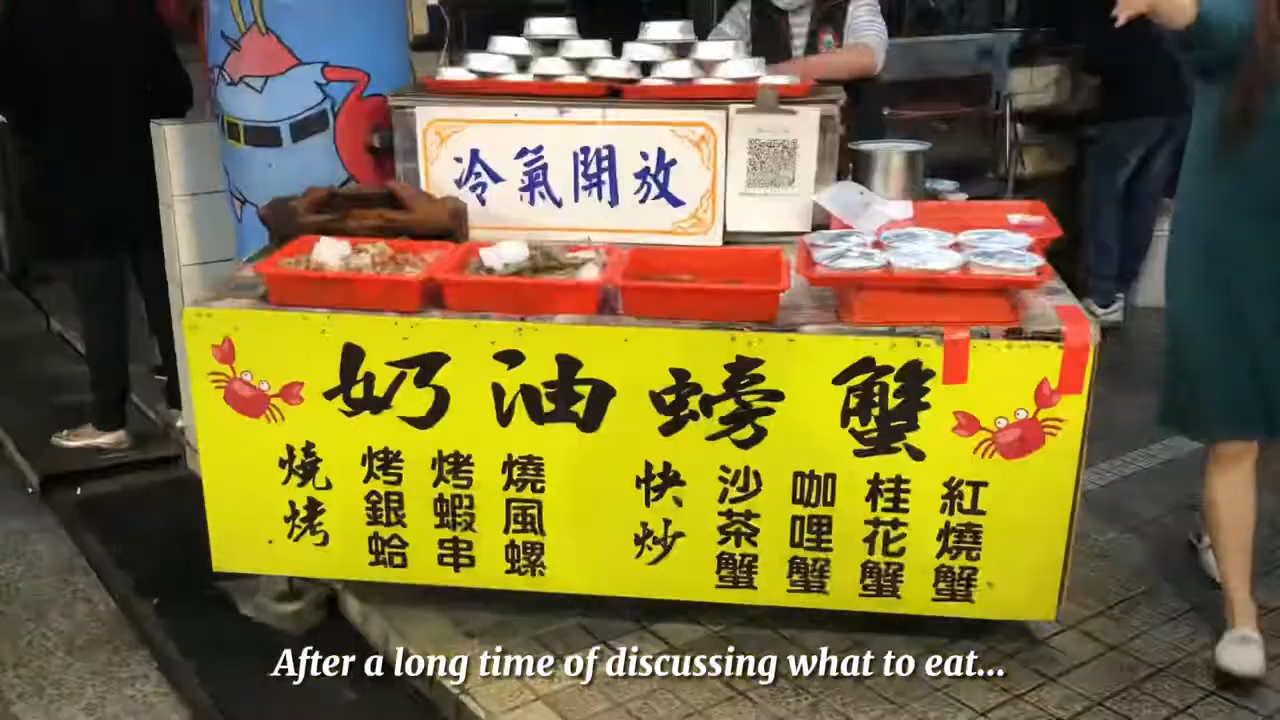 冷氣開放
奶油螃蟹
燒烤
烤銀蛤
烤蝦串
燒風螺
快炒
沙茶蟹
咖哩蟹
桂花蟹
紅燒蟹
After a long time of discussing what to eat...